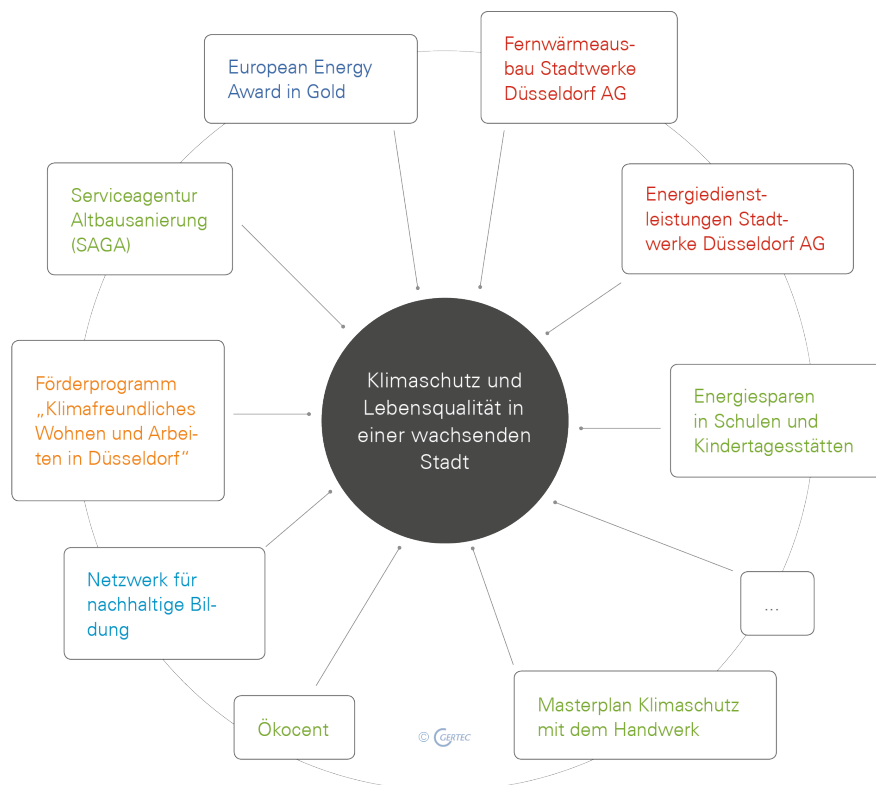 European Energy
Award in Gold
Fernwärmeaus-
bau Stadtwerke
Düsseldorf AG
Serviceagentur
Altbausanierung
(SAGA)
Energiedienst-
leistungen Stadt-
werke Düsseldorf AG
Förderprogramm
„Klimafreundliches
Wohnen und Arbei-
ten in Düsseldorf“
Klimaschutz und
Lebensqualität in
einer wachsenden
Stadt
Energiesparen
in Schulen und
Kindertagesstätten
Netzwerk für
nachhaltige Bil-
dung
...
Ökocent
Masterplan Klimaschutz
mit dem Handwerk
© GERTEC